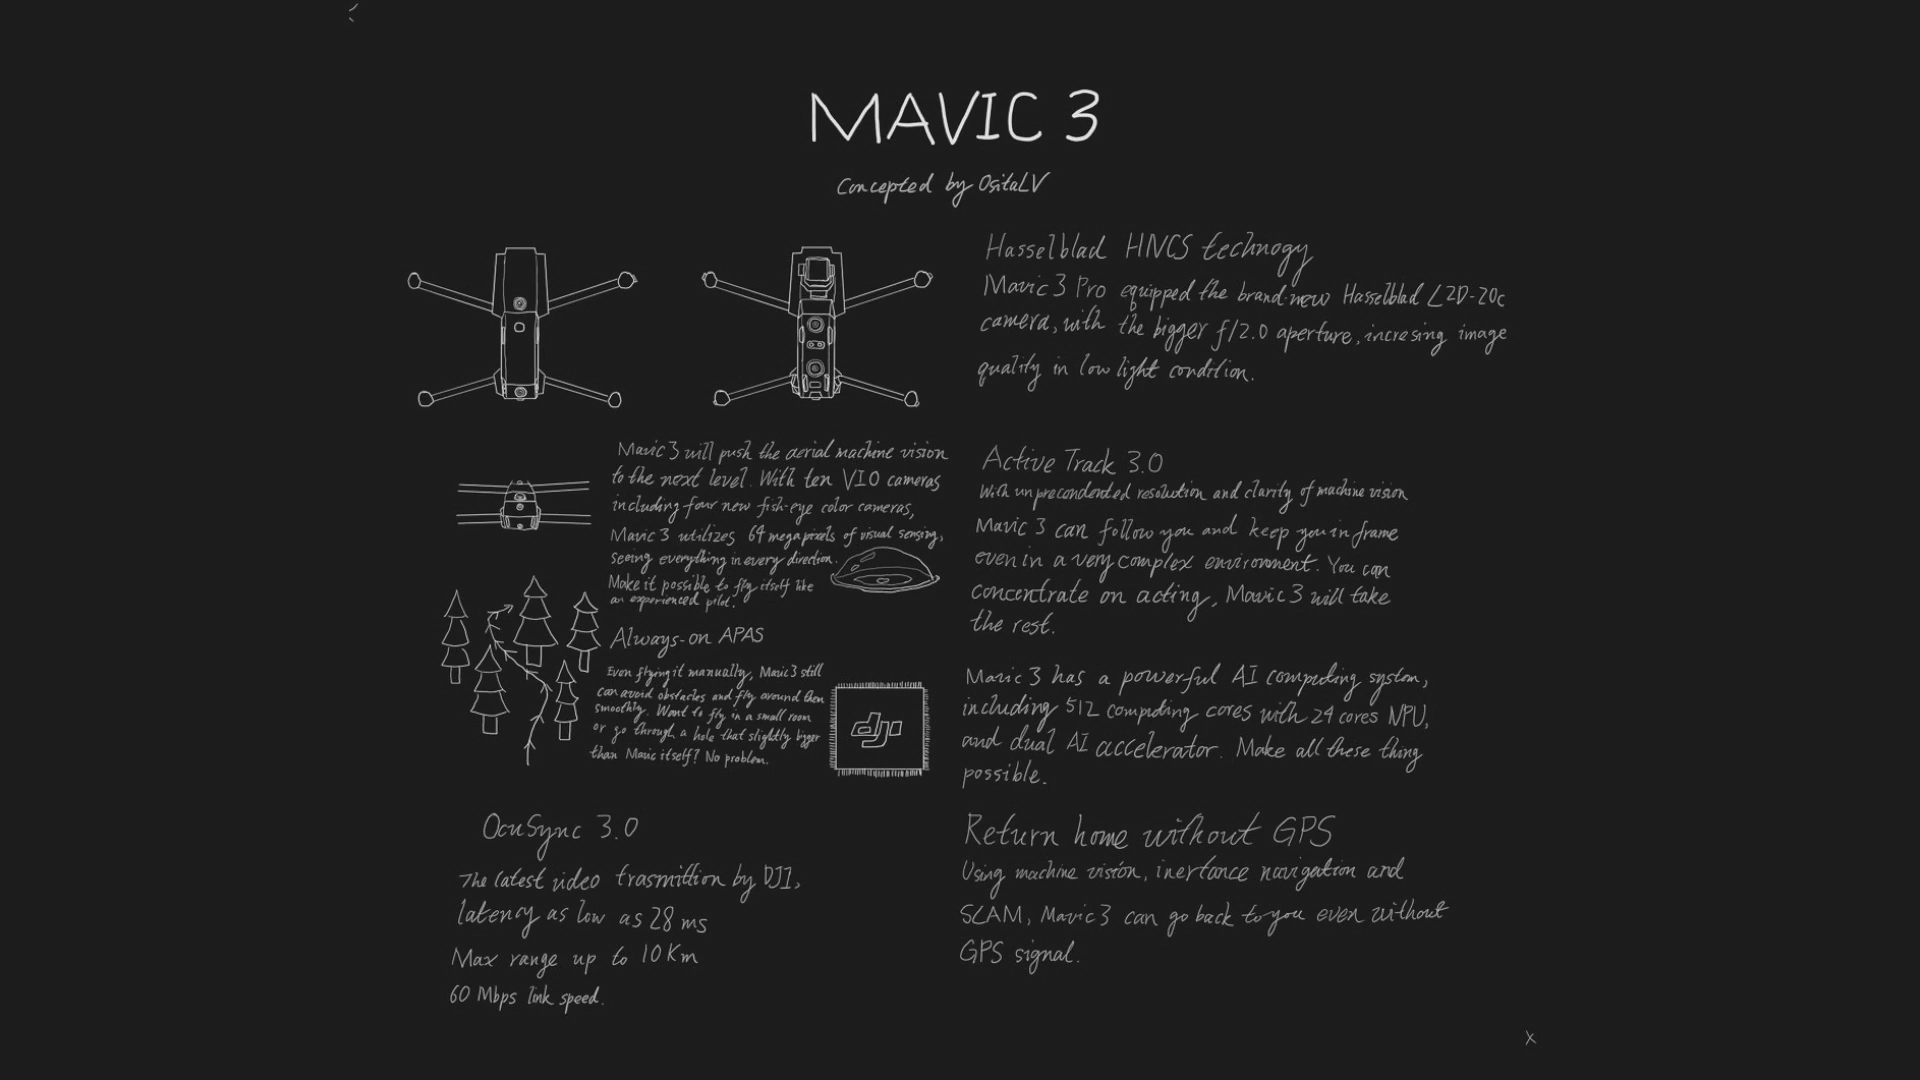 MAVIC 3
Concepted by OsitaLV
Hasselblad HNCS technogy
Mavic 3 Pro equipped the brand-new Hasselblad L2D-20c
camera, with the bigger f/2.0 aperture, incresing image
quality in low light condition.
Mavic 3 will push the aerial machine vision
to the next level. With ten VIO cameras
including four new fish-eye color cameras,
Mavic 3 utilizes 64 megapixels of visual sensing,
seeing everything in every direction.
Make it possible to fly itself like
an experienced pilot.
Always-on APAS
Even flying it manually, Mavic 3 still
can avoid obstacles and fly around them
smoothly. Want to fly in a small room
or go through a hole that slightly bigger
than Mavic itself? No problem.
dji
Active Track 3.0
With unprecondented resolution and clarity of machine vision
Mavic 3 can follow you and keep you in frame
even in a very complex environment. You can
concentrate on acting, Mavic 3 will take
the rest.
Mavic 3 has a powerful AI computing system,
including 512 computing cores with 24 cores NPU,
and dual AI accelerator. Make all these thing
possible.
OcuSync 3.0
The latest video trasmittion by DJI,
latency as low as 28 ms
Max range up to 10 Km
60 Mbps link speed.
Return home without GPS
Using machine vision, inertance navigation and
SLAM, Mavic 3 can go back to you even without
GPS signal.